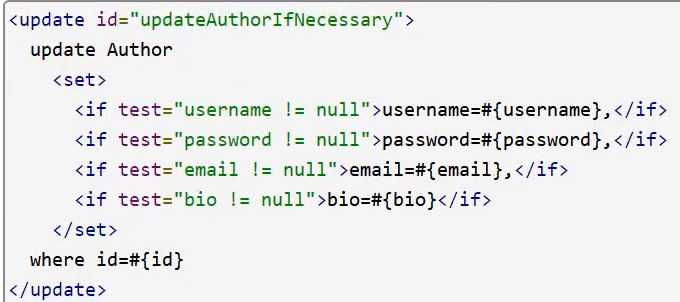 <update id="updateAuthorIfNecessary">
  update Author
    <set>
      <if test="username != null">username=#{username},</if>
      <if test="password != null">password=#{password},</if>
      <if test="email != null">email=#{email},</if>
      <if test="bio != null">bio=#{bio}</if>
    </set>
  where id=#{id}
</update>